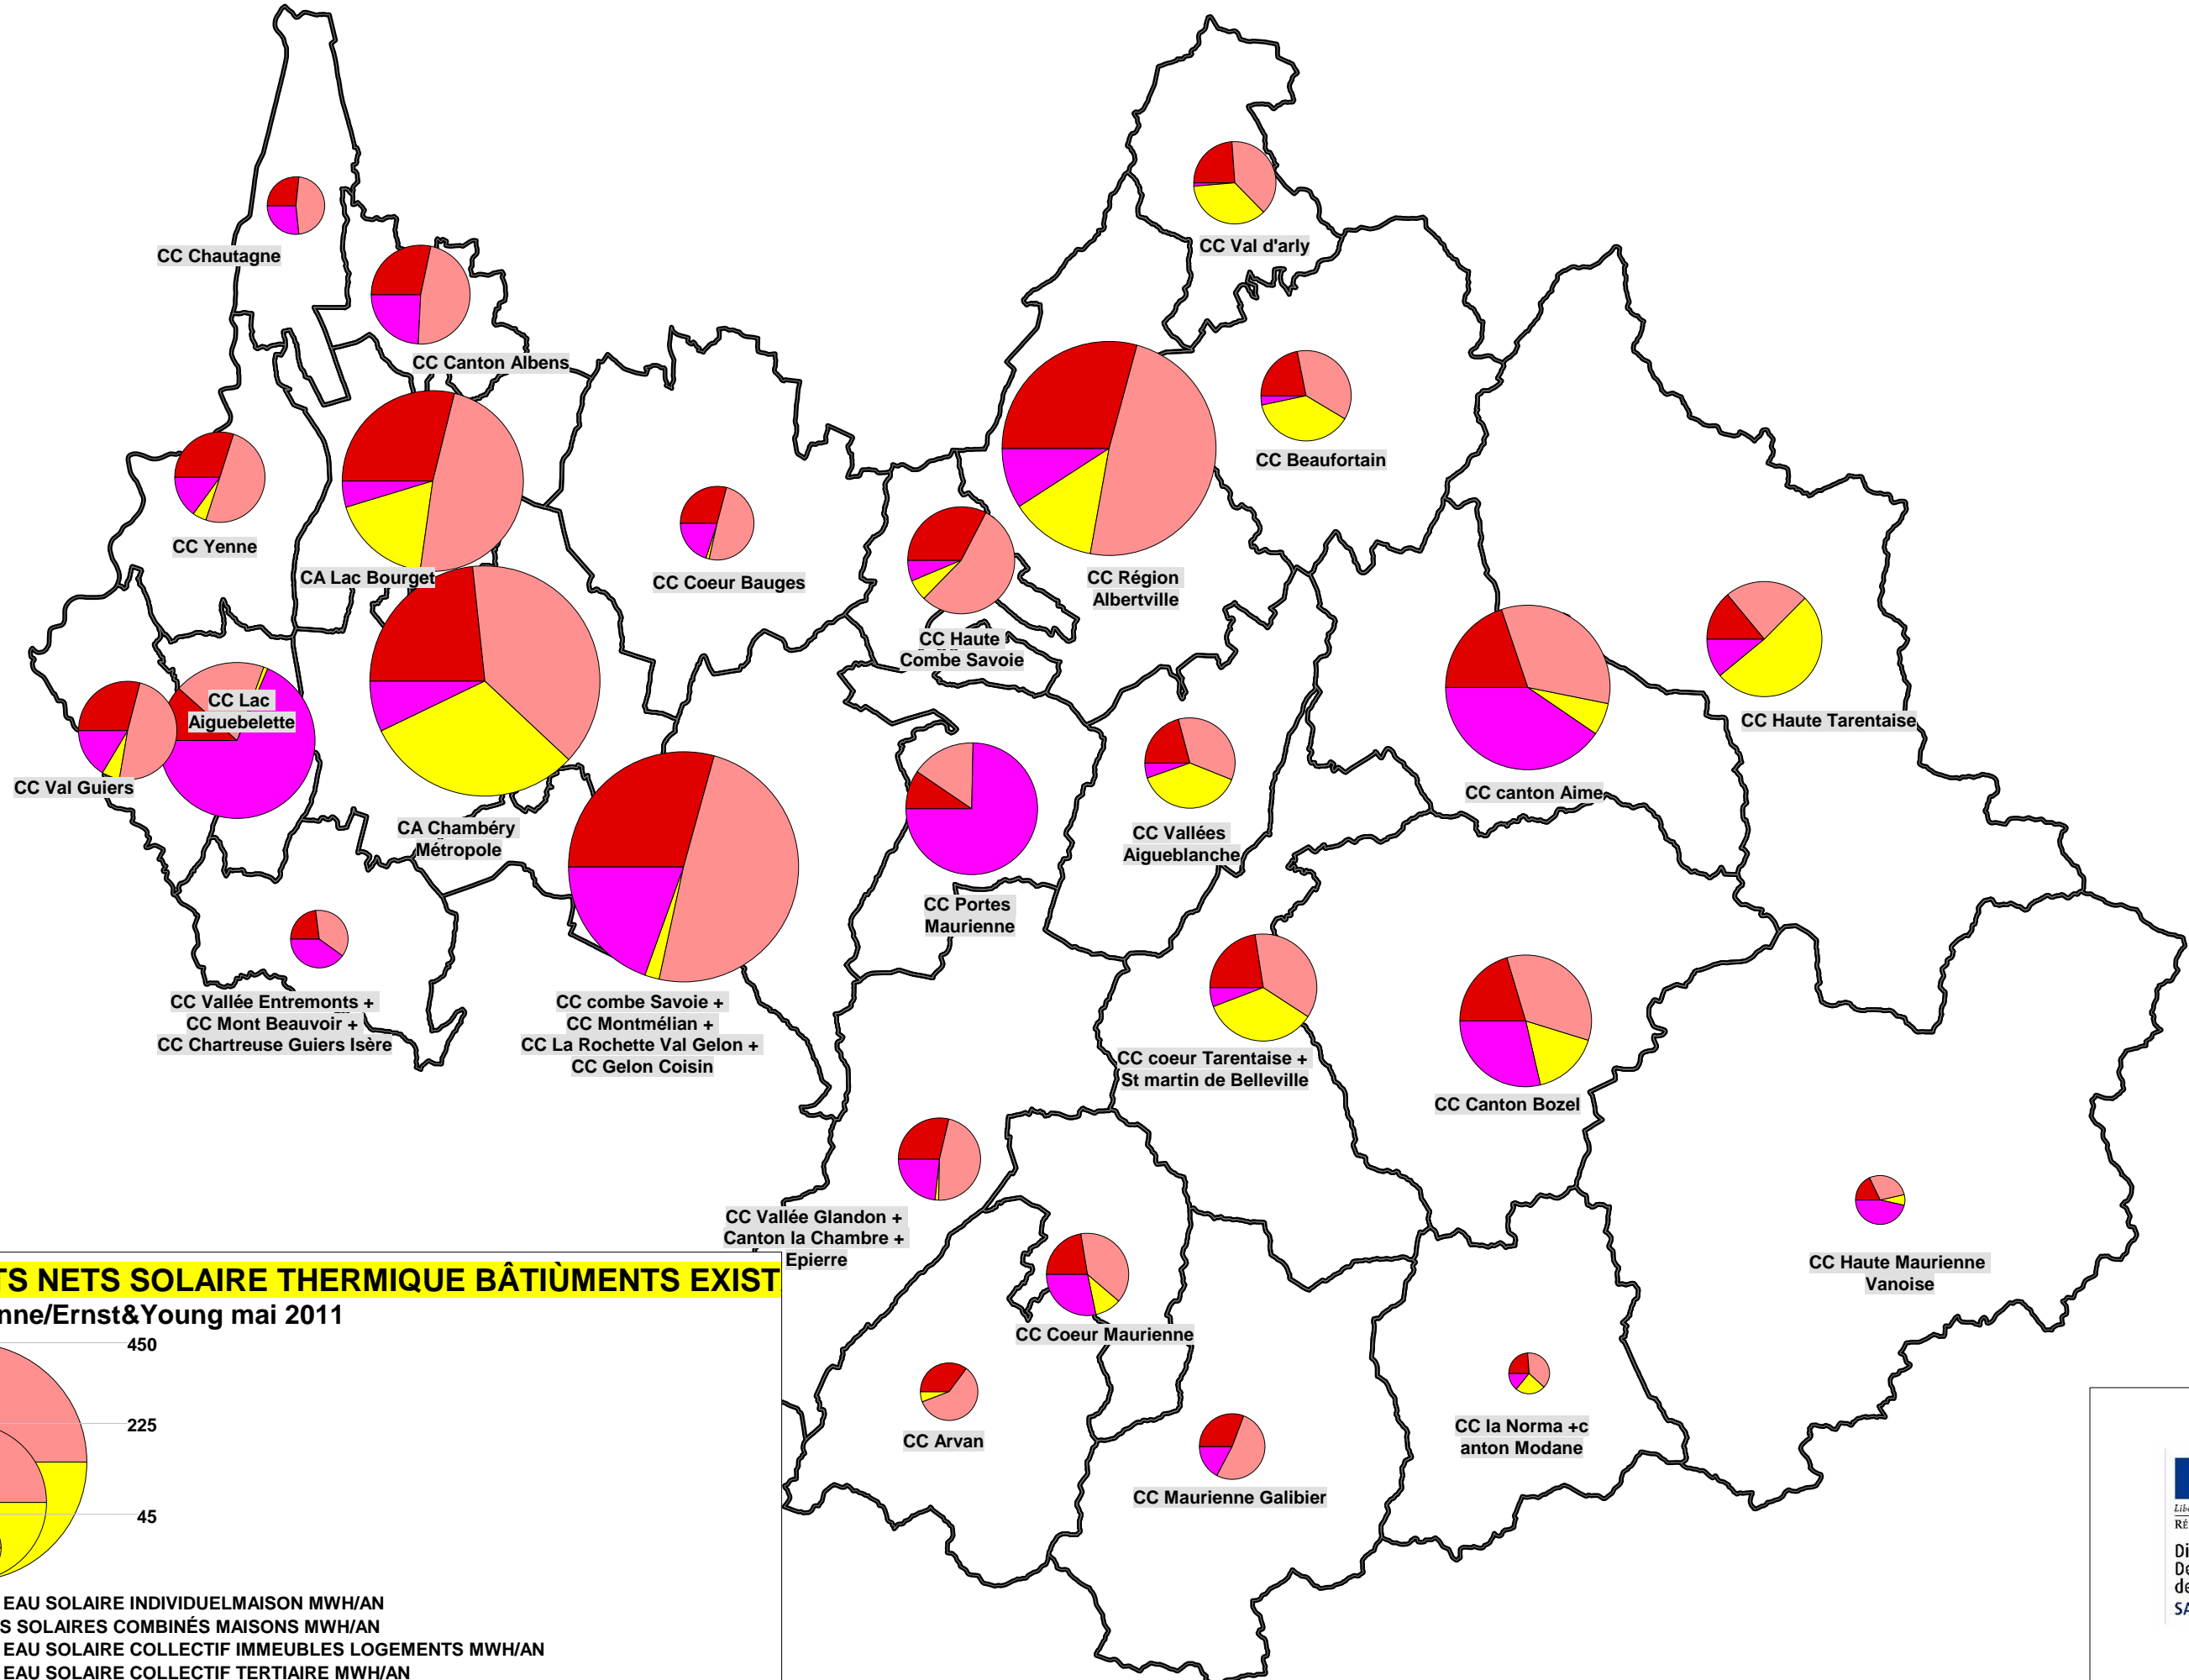 CC Chautagne
CC Val d'arly
CC Canton Albens
CC Beaufortain
CC Yenne
CA Lac Bourget
CC Coeur Bauges
CC Région
Albertville
CC Haute
Combe Savoie
CC Lac
Aiguebelette
CC Haute Tarentaise
CC Val Guiers
CC canton Aime
CA Chambéry
Métropole
CC Vallées
Aigueblanche
CC Portes
Maurienne
CC Vallée Entremonts +
CC Mont Beauvoir +
CC Chartreuse Guiers Isère
CC combe Savoie +
CC Montmélian +
CC La Rochette Val Gelon +
CC Gelon Coisin
CC coeur Tarentaise +
St martin de Belleville
CC Canton Bozel
CC Vallée Glandon +
Canton la Chambre +
Epierre
CC Haute Maurienne
Vanoise
CC Coeur Maurienne
CC Arvan
CC la Norma +c
anton Modane
CC Maurienne Galibier
TS NETS SOLAIRE THERMIQUE BÂTIÙMENTS EXIST
nne/Ernst&Young mai 2011
450
225
45
EAU SOLAIRE INDIVIDUELMAISON MWH/AN
S SOLAIRES COMBINÉS MAISONS MWH/AN
EAU SOLAIRE COLLECTIF IMMEUBLES LOGEMENTS MWH/AN
EAU SOLAIRE COLLECTIF TERTIAIRE MWH/AN
Lib
RÉ
Di
De
de
SA